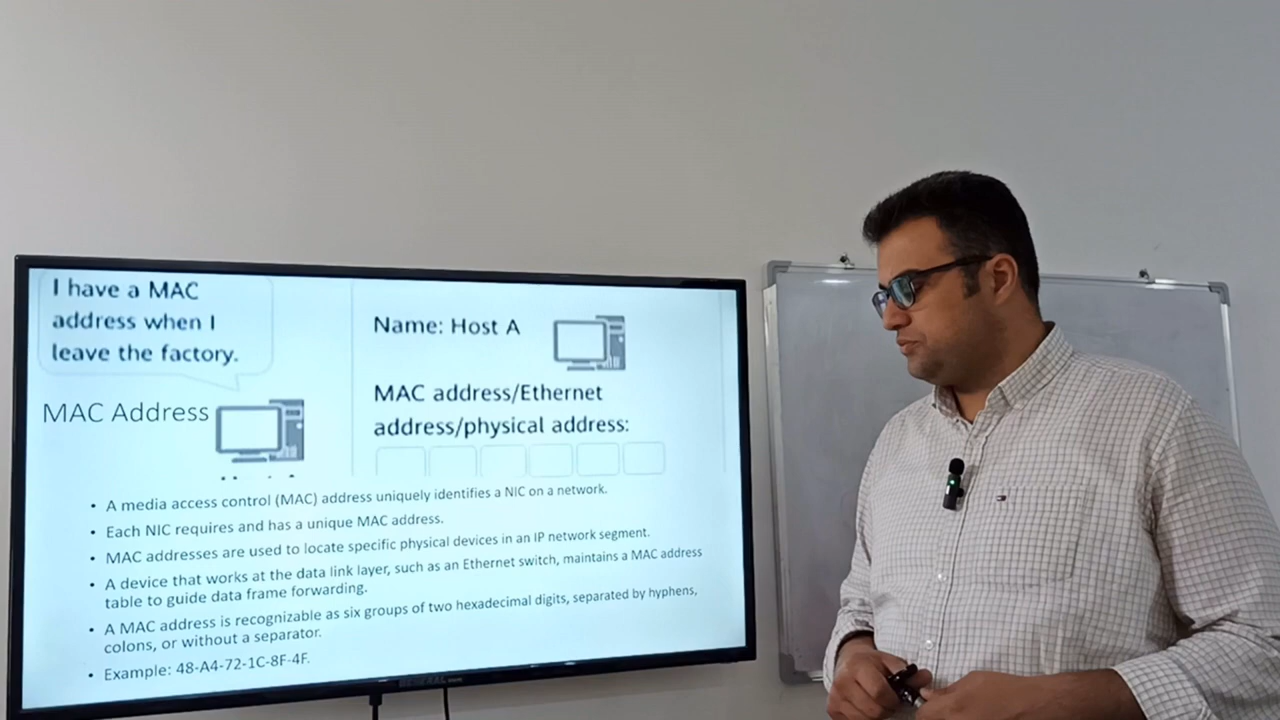 I have a MAC
address when I
leave the factory.
MAC Address
Name: Host A
MAC address/Ethernet
address/physical address:
• A media access control (MAC) address uniquely identifies a NIC on a network.
• Each NIC requires and has a unique MAC address.
• MAC addresses are used to locate specific physical devices in an IP network segment.
• A device that works at the data link layer, such as an Ethernet switch, maintains a MAC address
table to guide data frame forwarding.
• A MAC address is recognizable as six groups of two hexadecimal digits, separated by hyphens,
colons, or without a separator.
• Example: 48-A4-72-1C-8F-4F.